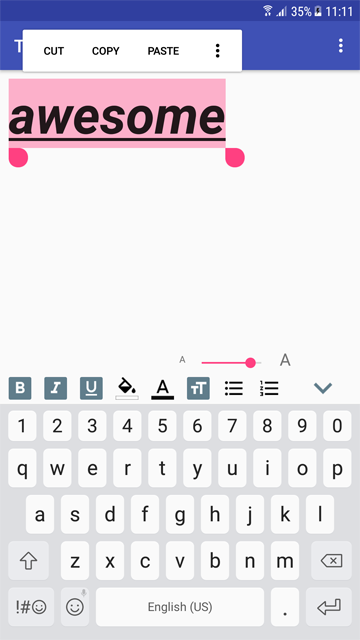 35% 11:11
T CUT COPY PASTE
awesome
A A
B I U A TT
1 2 3 4 5 6 7 8 9 0
q w e r t y u i o p
a s d f g h j k l
z x c v b n m
!#☺ English (US) .